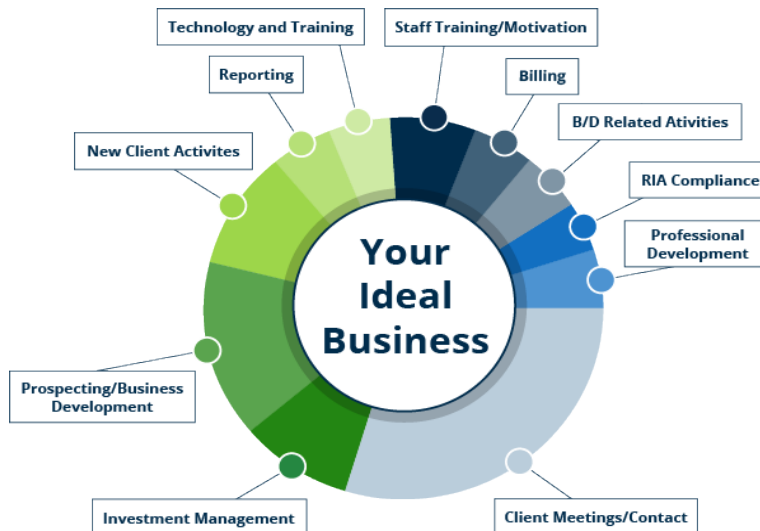 Technology and Training
Staff Training/Motivation
Reporting
Billing
B/D Related Ativities
New Client Activites
RIA Compliance
Professional
Development
Your
Ideal
Business
Prospecting/Business
Development
Investment Management
Client Meetings/Contact